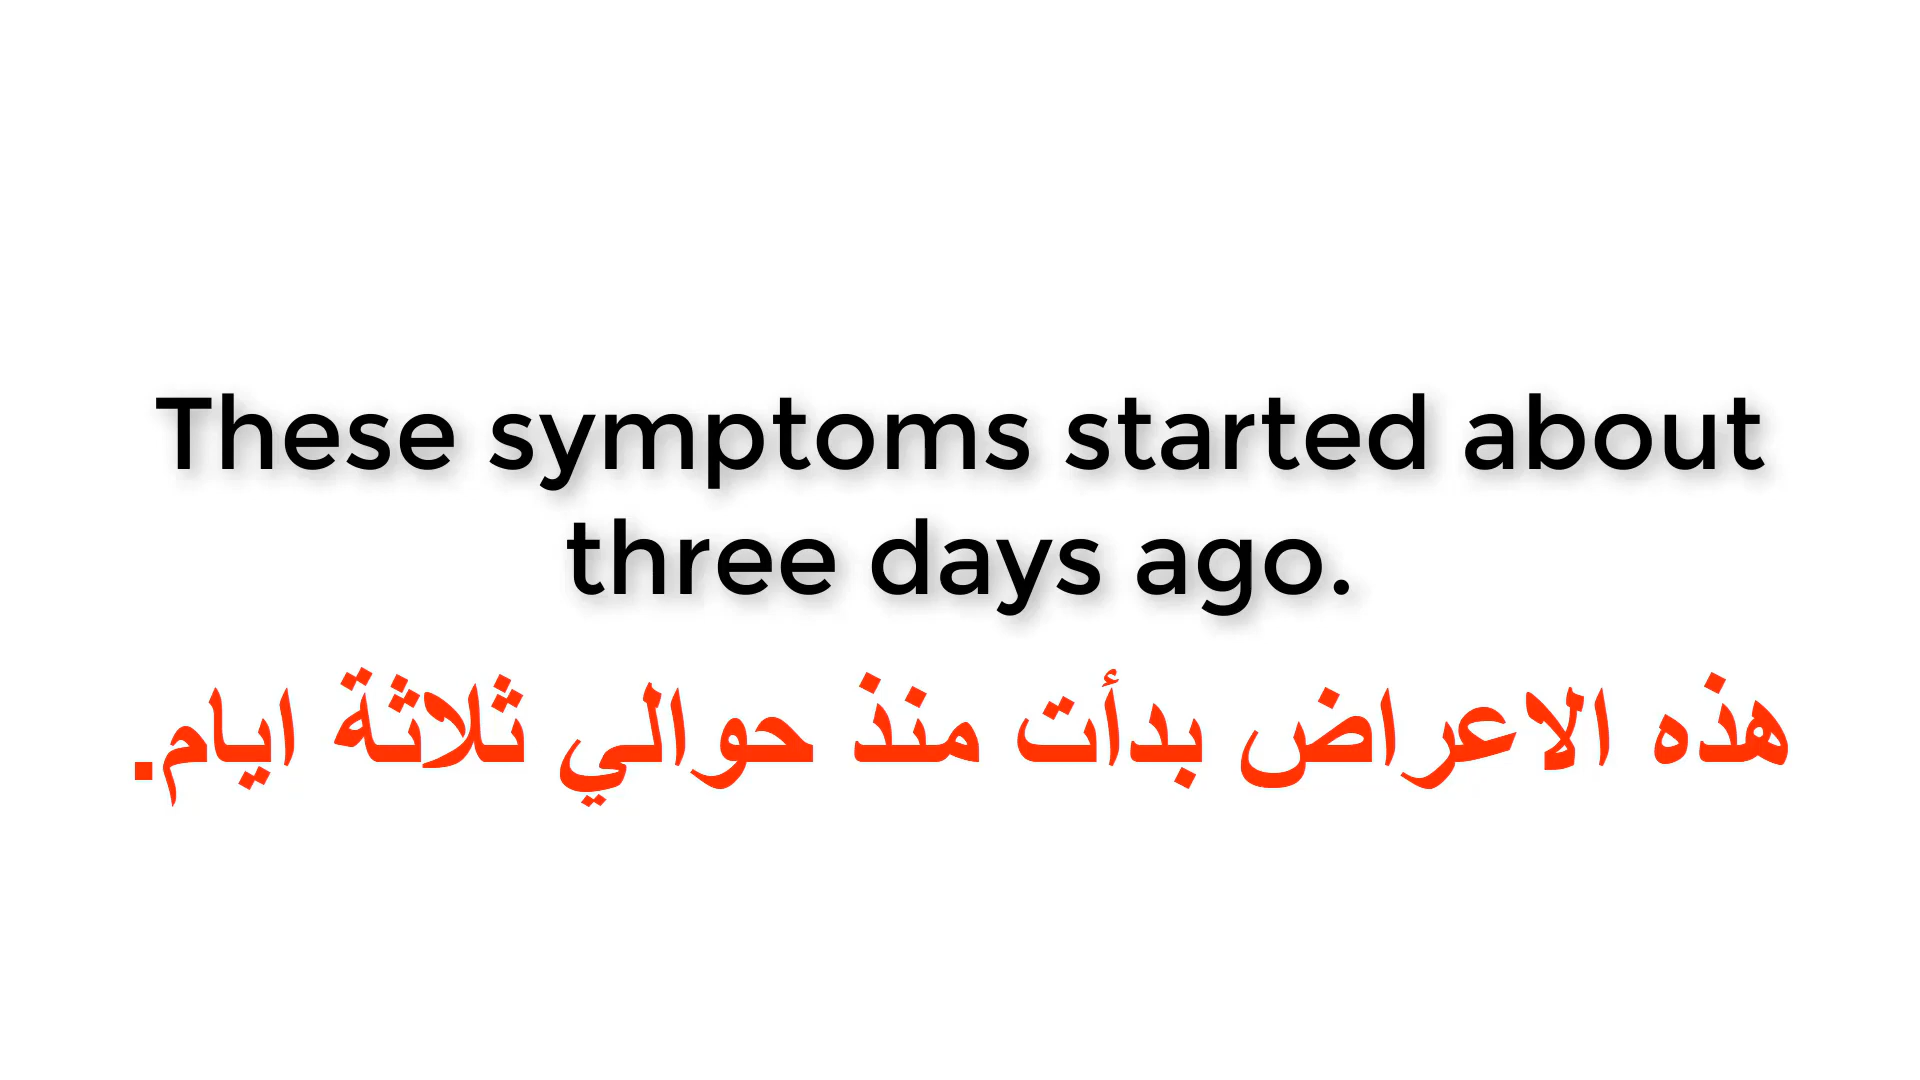 These symptoms started about
three days ago.
هذه الاعراض بدأت منذ حوالي ثلاثة ايام.